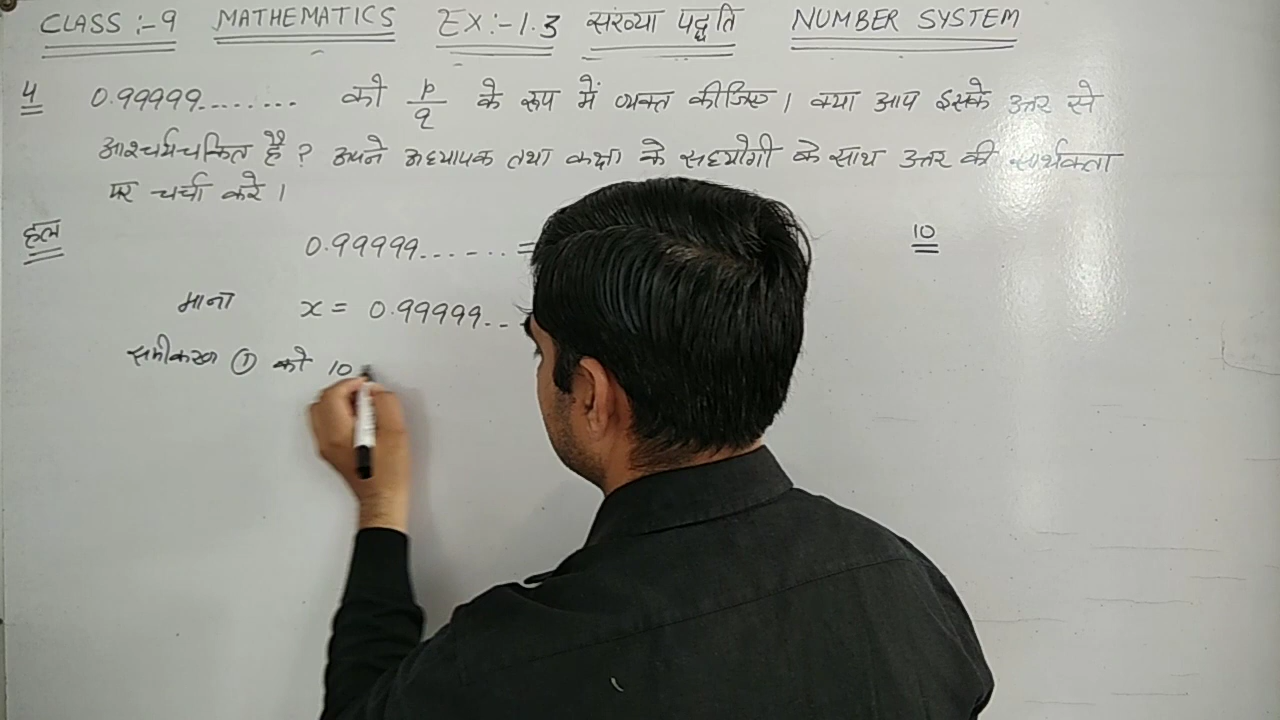 CLASS :- 9 MATHEMATICS EX :- 1.3 संख्या पद्धति NUMBER SYSTEM
4 0.99999........ को p/q के रूप में व्यक्त कीजिए । क्या आप इसके उत्तर से
आश्चर्यचकित है ? अपने अध्यापक तथा कक्षा के सहयोगी के साथ उत्तर की सार्थकता
पर चर्चा करे ।
हल 0.99999....... = 10
माना x = 0.99999...
समीकरण ① को 10